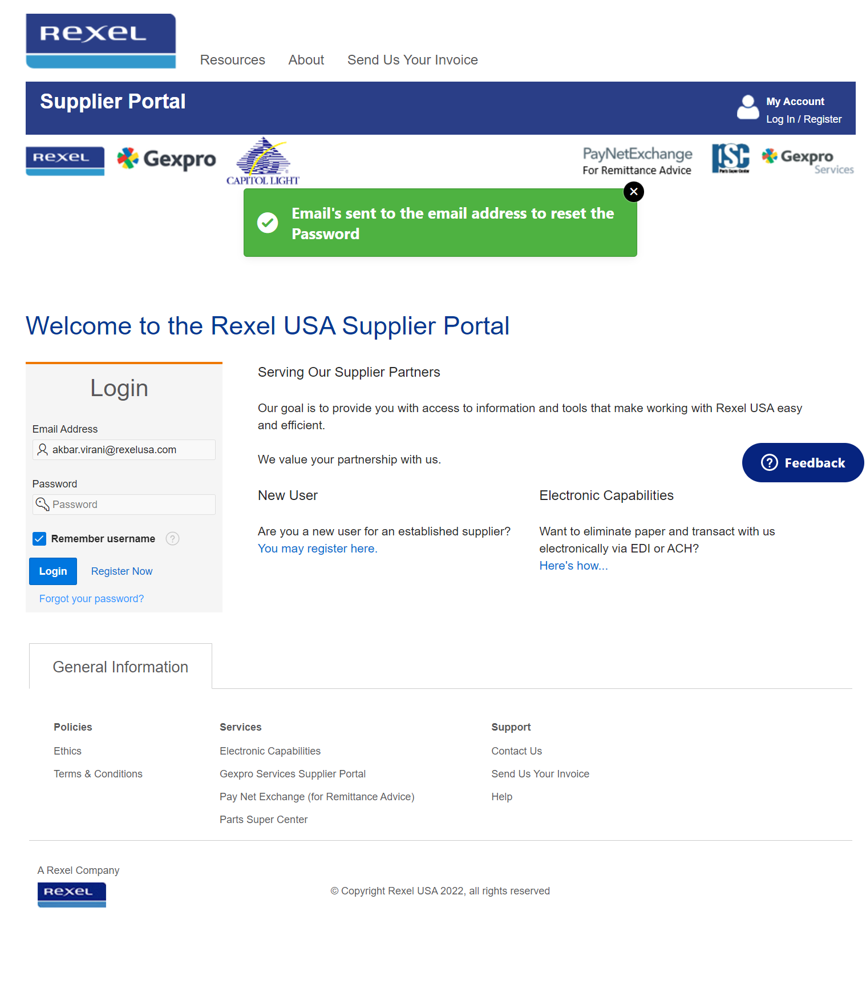 REXEL
Resources About Send Us Your Invoice
Supplier Portal
My Account
Log In / Register
REXEL
Gexpro
CAPITOL LIGHT
PayNetExchange
For Remittance Advice
PSC
Parts Super Center
Gexpro
Services
Email's sent to the email address to reset the
Password
Welcome to the Rexel USA Supplier Portal
Login
Email Address
akbar.virani@rexelusa.com
Password
Password
Remember username ?
Login Register Now
Forgot your password?
Serving Our Supplier Partners
Our goal is to provide you with access to information and tools that make working with Rexel USA easy
and efficient.
We value your partnership with us.
? Feedback
New User
Are you a new user for an established supplier?
You may register here.
Electronic Capabilities
Want to eliminate paper and transact with us
electronically via EDI or ACH?
Here's how...
General Information
Policies
Ethics
Terms & Conditions
Services
Electronic Capabilities
Gexpro Services Supplier Portal
Pay Net Exchange (for Remittance Advice)
Parts Super Center
Support
Contact Us
Send Us Your Invoice
Help
A Rexel Company
REXEL
© Copyright Rexel USA 2022, all rights reserved